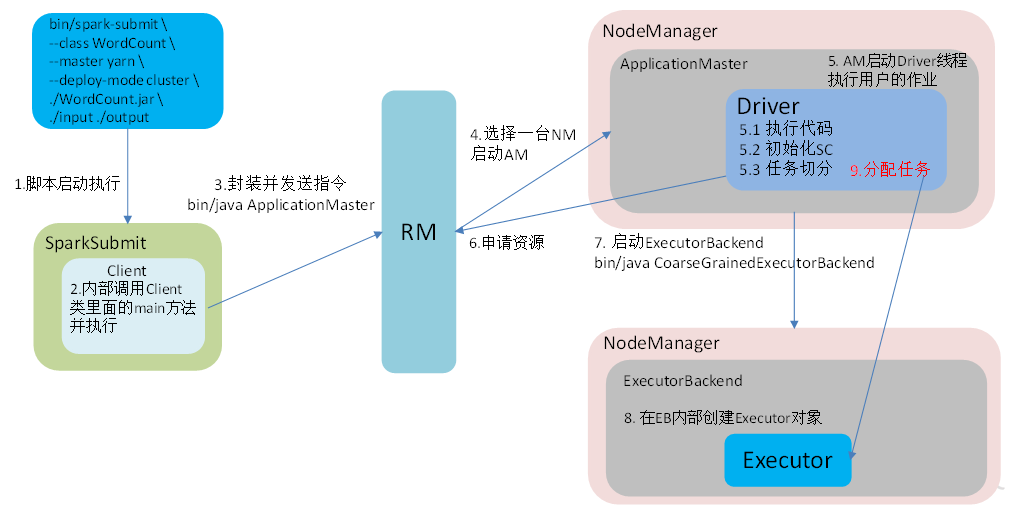 bin/spark-submit \
--class WordCount \
--master yarn \
--deploy-mode cluster \
./WordCount.jar \
./input ./output
1.脚本启动执行
SparkSubmit
Client
2.内部调用Client
类里面的main方法
并执行
3.封装并发送指令
bin/java ApplicationMaster
RM
4.选择一台NM
启动AM
6.申请资源
NodeManager
ApplicationMaster
5. AM启动Driver线程
执行用户的作业
Driver
5.1 执行代码
5.2 初始化SC
5.3 任务切分
9.分配任务
7. 启动ExecutorBackend
bin/java CoarseGrainedExecutorBackend
NodeManager
ExecutorBackend
8. 在EB内部创建Executor对象
Executor